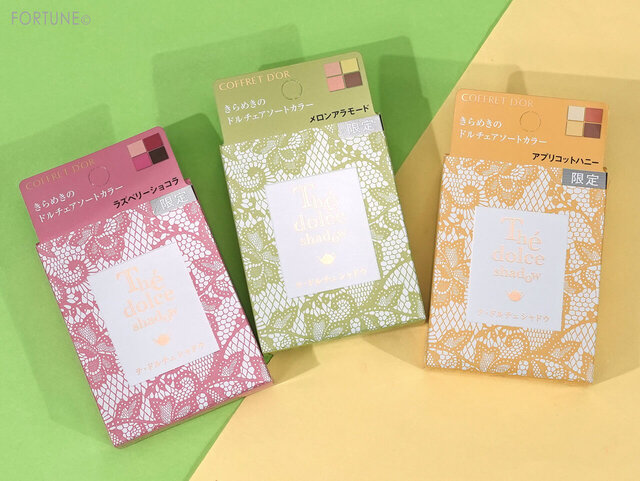 FORTUNE©
COFFRET D'OR
きらめきの
ドルチェアソートカラー
ラズベリーショコラ
限定
Thé
dolce
shadow
テ・ドルチェシャドウ
COFFRET D'OR
きらめきの
ドルチェアソートカラー
メロンアラモード
限定
Thé
dolce
shadow
テ・ドルチェシャドウ
COFFRET D'OR
きらめきの
ドルチェアソートカラー
アプリコットハニー
限定
Thé
dolce
shadow
テ・ドルチェシャドウ